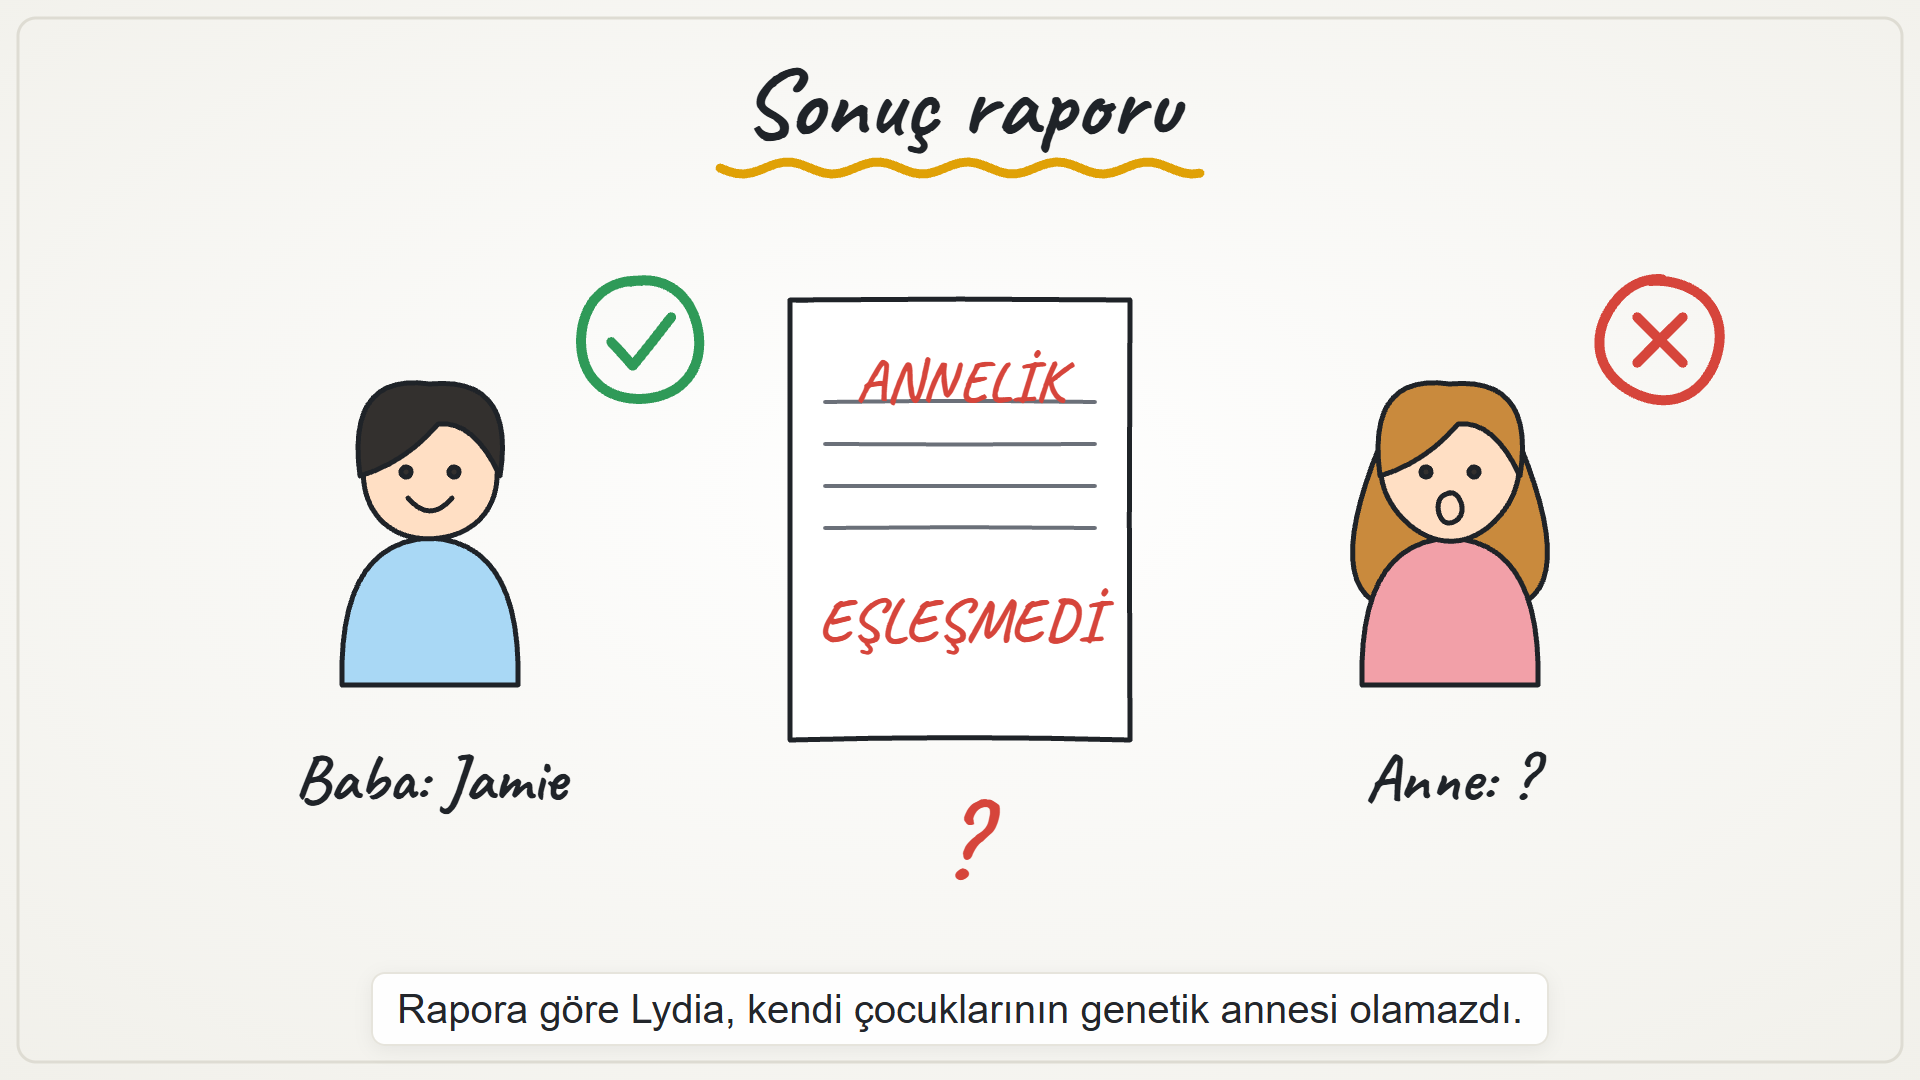 Sonuç raporu
ANNELİK
EŞLEŞMEDİ
Baba: Jamie
Anne: ?
?
Rapora göre Lydia, kendi çocuklarının genetik annesi olamazdı.